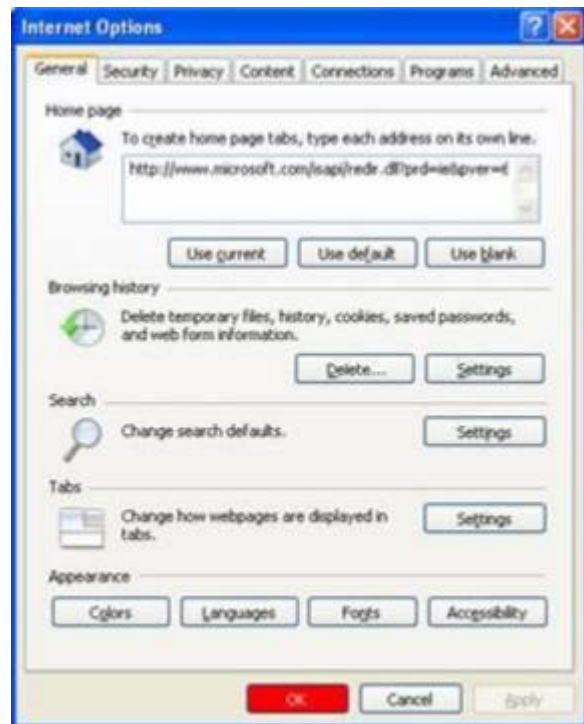 Internet Options
General Security Privacy Content Connections Programs Advanced
Home page
To create home page tabs, type each address on its own line.
http://www.microsoft.com/isapi/redir.dll?prd=ie&pver=6
Use current Use default Use blank
Browsing history
Delete temporary files, history, cookies, saved passwords,
and web form information.
Delete... Settings
Search
Change search defaults. Settings
Tabs
Change how webpages are displayed in
tabs. Settings
Appearance
Colors Languages Fonts Accessibility
OK Cancel Apply